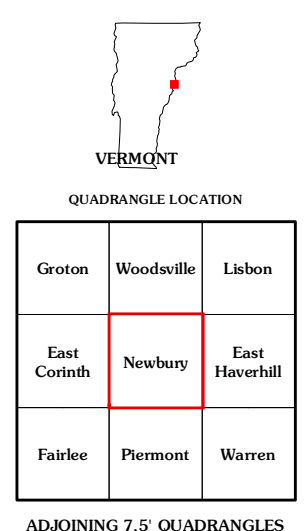 VERMONT
QUADRANGLE LOCATION
Groton Woodsville Lisbon
East Corinth Newbury East Haverhill
Fairlee Piermont Warren
ADJOINING 7.5' QUADRANGLES